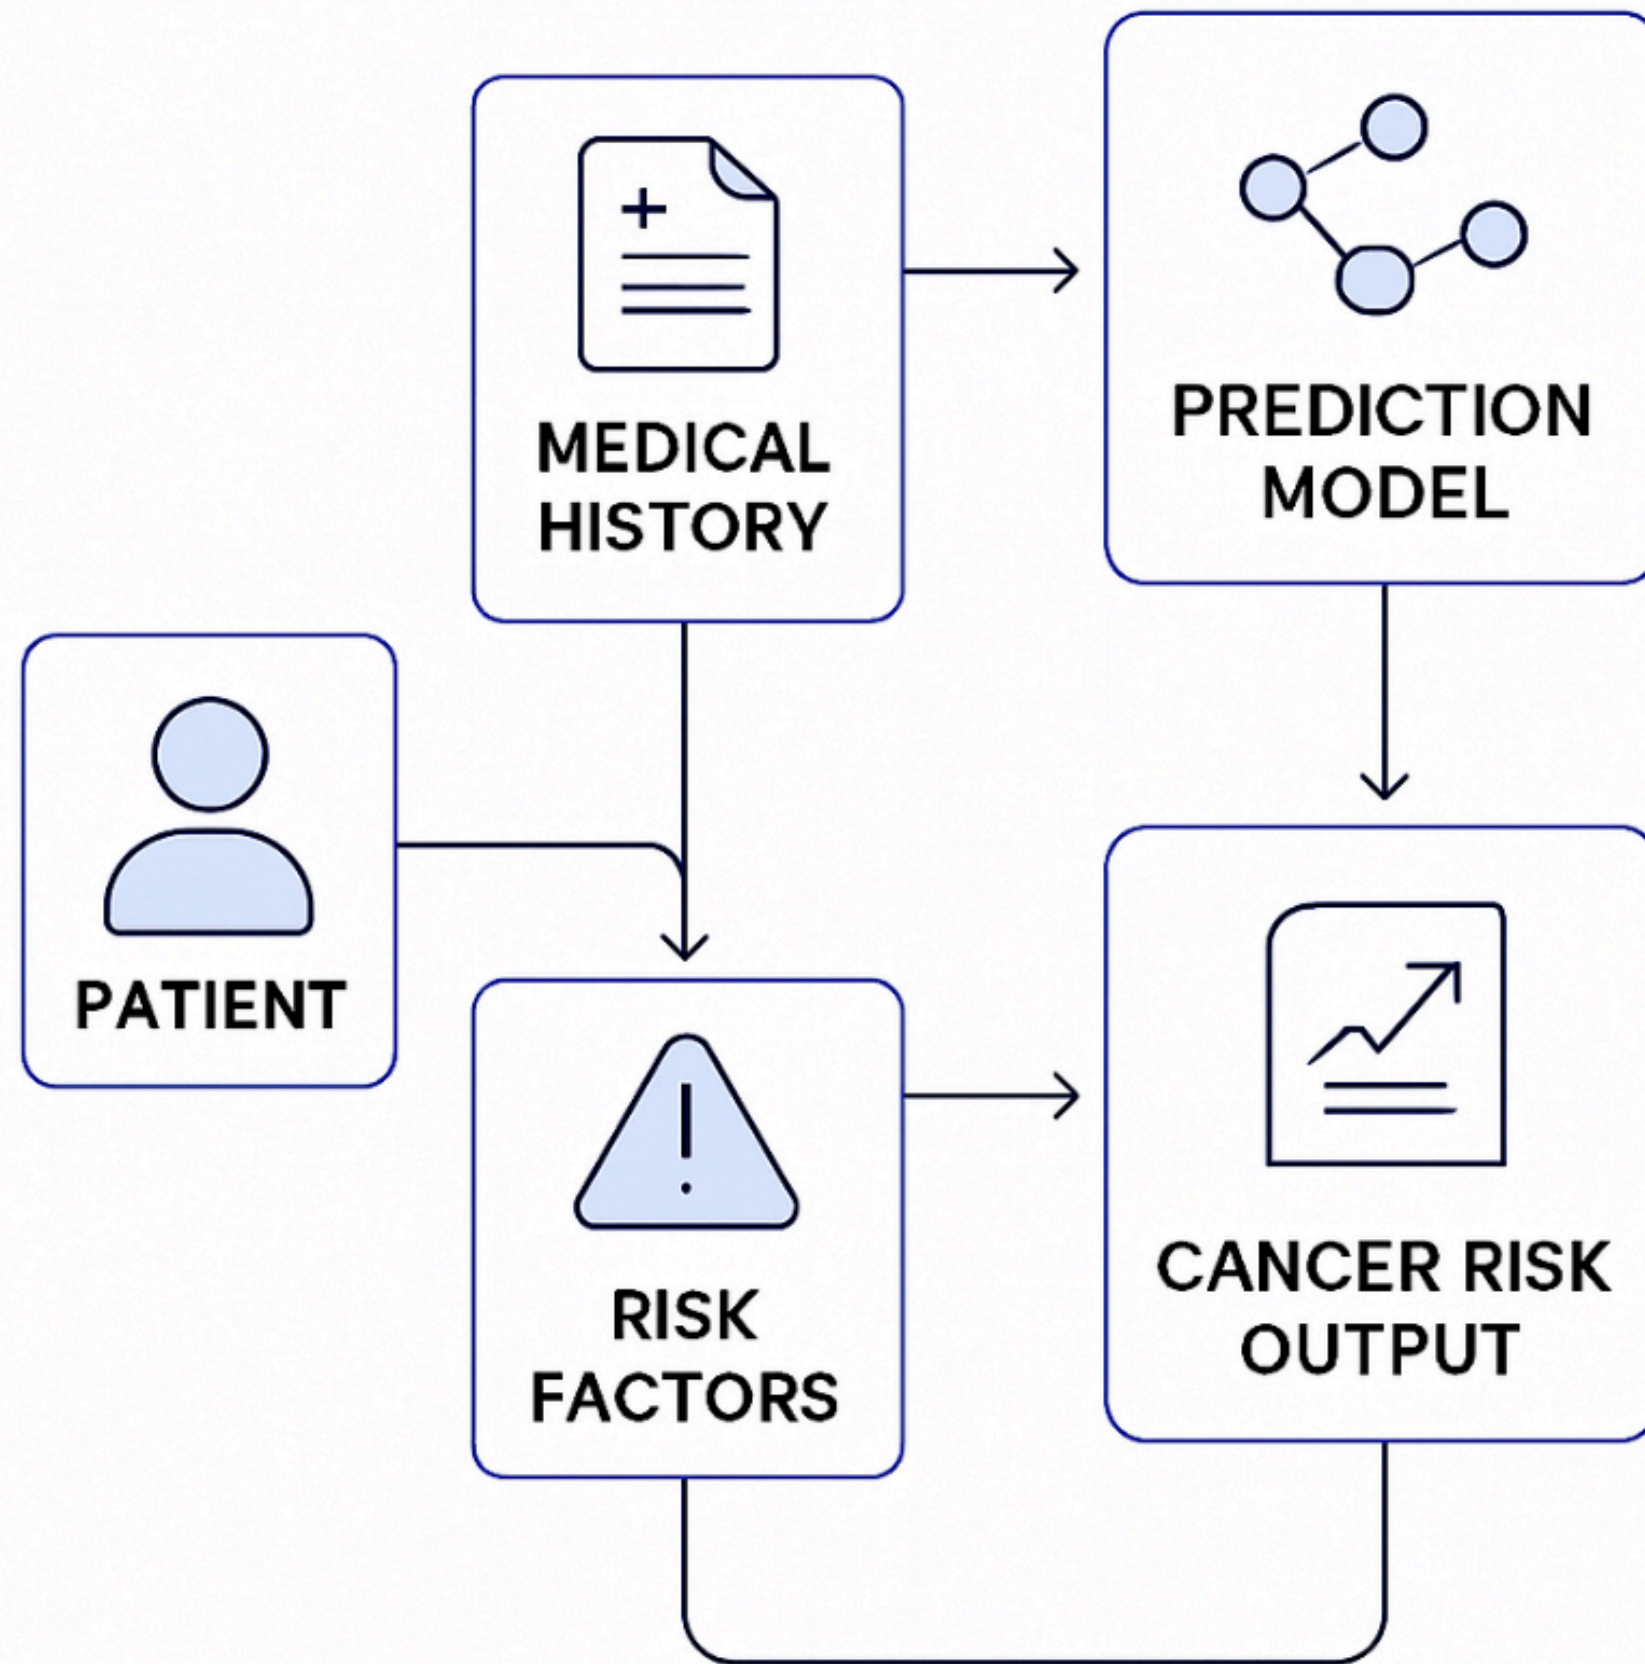 MEDICAL
HISTORY
PREDICTION
MODEL
PATIENT
RISK
FACTORS
CANCER RISK
OUTPUT